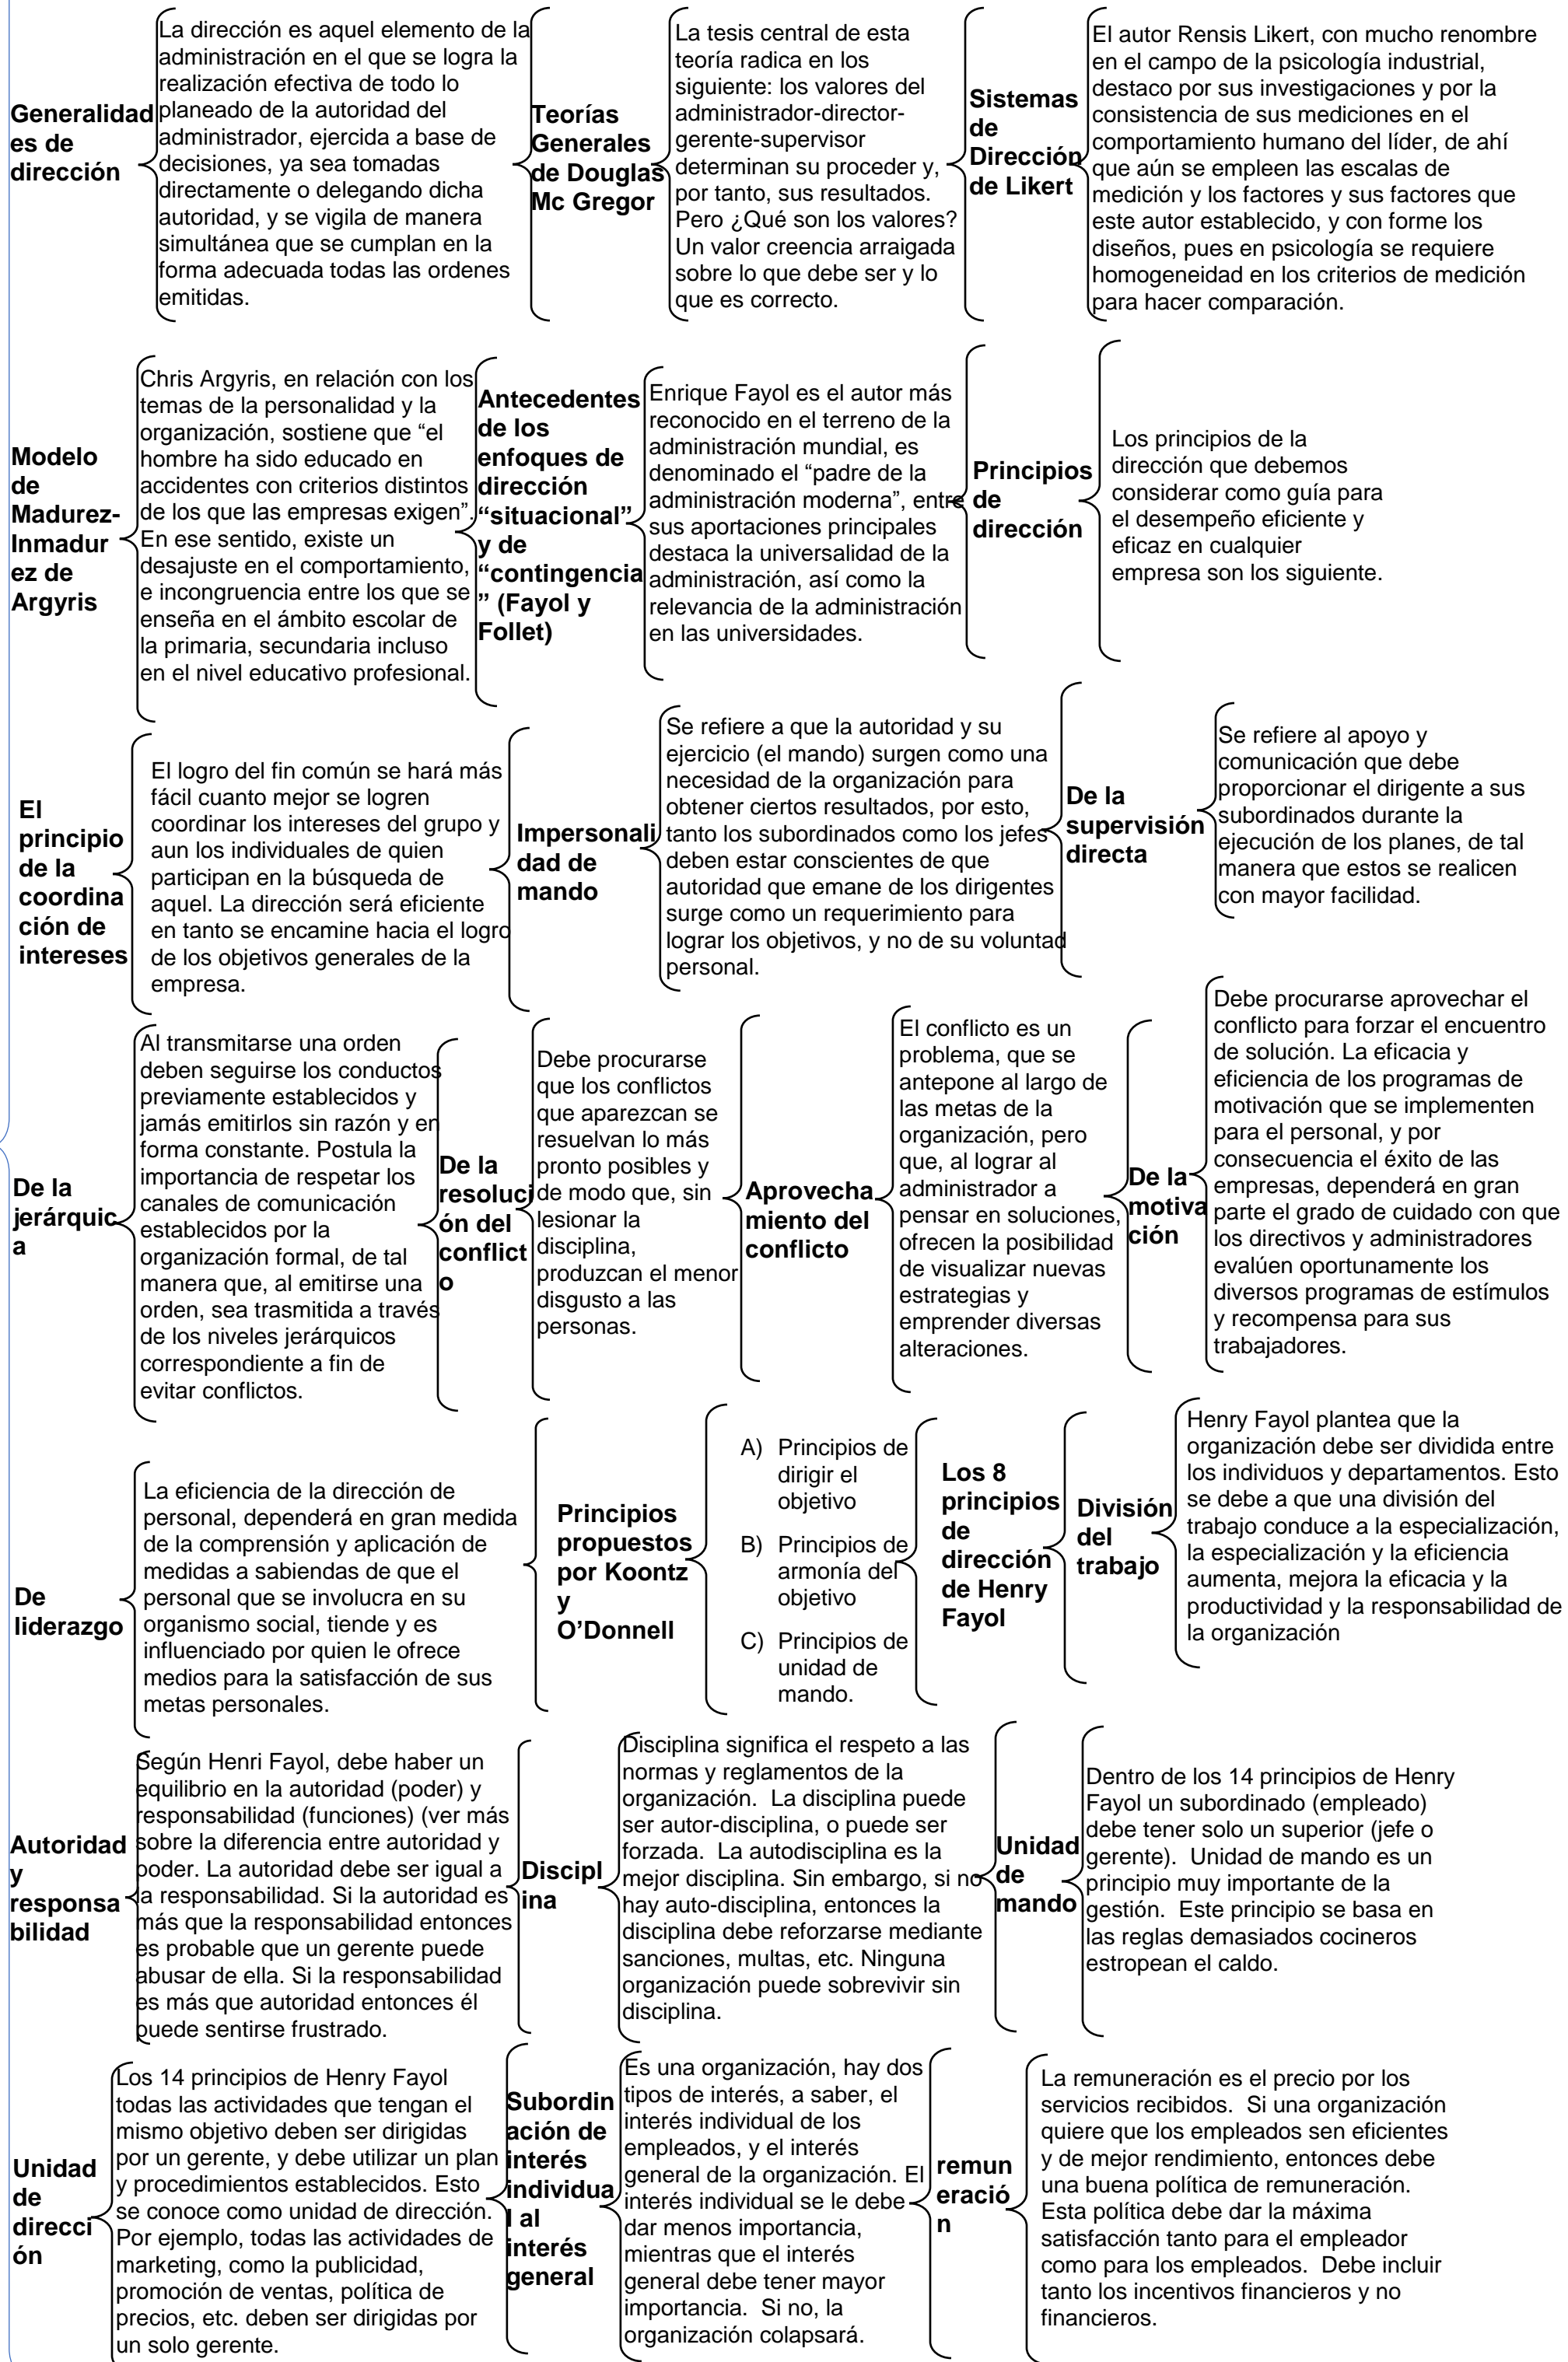 Generalidad
es de
dirección
La dirección es aquel elemento de la
administración en el que se logra la
realización efectiva de todo lo
planeado de la autoridad del
administrador, ejercida a base de
decisiones, ya sea tomadas
directamente o delegando dicha
autoridad, y se vigila de manera
simultánea que se cumplan en la
forma adecuada todas las ordenes
emitidas.
Teorías
Generales
de Douglas
Mc Gregor
La tesis central de esta
teoría radica en los
siguiente: los valores del
administrador-director-
gerente-supervisor
determinan su proceder y,
por tanto, sus resultados.
Pero ¿Qué son los valores?
Un valor creencia arraigada
sobre lo que debe ser y lo
que es correcto.
Sistemas
de
Dirección
de Likert
El autor Rensis Likert, con mucho renombre
en el campo de la psicología industrial,
destaco por sus investigaciones y por la
consistencia de sus mediciones en el
comportamiento humano del líder, de ahí
que aún se empleen las escalas de
medición y los factores y sus factores que
este autor establecido, y con forme los
diseños, pues en psicología se requiere
homogeneidad en los criterios de medición
para hacer comparación.
Modelo
de
Madurez-
Inmadur
ez de
Argyris
Chris Argyris, en relación con los
temas de la personalidad y la
organización, sostiene que “el
hombre ha sido educado en
accidentes con criterios distintos
de los que las empresas exigen”.
En ese sentido, existe un
desajuste en el comportamiento,
e incongruencia entre los que se
enseña en el ámbito escolar de
la primaria, secundaria incluso
en el nivel educativo profesional.
Antecedentes
de los
enfoques de
dirección
“situacional”
y de
“contingencia
” (Fayol y
Follet)
Enrique Fayol es el autor más
reconocido en el terreno de la
administración mundial, es
denominado el “padre de la
administración moderna”, entre
sus aportaciones principales
destaca la universalidad de la
administración, así como la
relevancia de la administración
en las universidades.
Principios
de
dirección
Los principios de la
dirección que debemos
considerar como guía para
el desempeño eficiente y
eficaz en cualquier
empresa son los siguiente.
El
principio
de la
coordina
ción de
intereses
El logro del fin común se hará más
fácil cuanto mejor se logren
coordinar los intereses del grupo y
aun los individuales de quien
participan en la búsqueda de
aquel. La dirección será eficiente
en tanto se encamine hacia el logro
de los objetivos generales de la
empresa.
Impersonali
dad de
mando
Se refiere a que la autoridad y su
ejercicio (el mando) surgen como una
necesidad de la organización para
obtener ciertos resultados, por esto,
tanto los subordinados como los jefes
deben estar conscientes de que
autoridad que emane de los dirigentes
surge como un requerimiento para
lograr los objetivos, y no de su voluntad
personal.
De la
supervisión
directa
Se refiere al apoyo y
comunicación que debe
proporcionar el dirigente a sus
subordinados durante la
ejecución de los planes, de tal
manera que estos se realicen
con mayor facilidad.
De la
jerárquic
a
Al transmitarse una orden
deben seguirse los conductos
previamente establecidos y
jamás emitirlos sin razón y en
forma constante. Postula la
importancia de respetar los
canales de comunicación
establecidos por la
organización formal, de tal
manera que, al emitirse una
orden, sea trasmitida a través
de los niveles jerárquicos
correspondiente a fin de
evitar conflictos.
De la
resoluci
ón del
conflict
o
Debe procurarse
que los conflictos
que aparezcan se
resuelvan lo más
pronto posibles y
de modo que, sin
lesionar la
disciplina,
produzcan el menor
disgusto a las
personas.
Aprovecha
miento del
conflicto
El conflicto es un
problema, que se
antepone al largo de
las metas de la
organización, pero
que, al lograr al
administrador a
pensar en soluciones,
ofrecen la posibilidad
de visualizar nuevas
estrategias y
emprender diversas
alteraciones.
De la
motiva
ción
Debe procurarse aprovechar el
conflicto para forzar el encuentro
de solución. La eficacia y
eficiencia de los programas de
motivación que se implementen
para el personal, y por
consecuencia el éxito de las
empresas, dependerá en gran
parte el grado de cuidado con que
los directivos y administradores
evalúen oportunamente los
diversos programas de estímulos
y recompensa para sus
trabajadores.
De
liderazgo
La eficiencia de la dirección de
personal, dependerá en gran medida
de la comprensión y aplicación de
medidas a sabiendas de que el
personal que se involucra en su
organismo social, tiende y es
influenciado por quien le ofrece
medios para la satisfacción de sus
metas personales.
Principios
propuestos
por Koontz
y
O’Donnell
A) Principios de
dirigir el
objetivo
B) Principios de
armonía del
objetivo
C) Principios de
unidad de
mando.
Los 8
principios
de
dirección
de Henry
Fayol
División
del
trabajo
Henry Fayol plantea que la
organización debe ser dividida entre
los individuos y departamentos. Esto
se debe a que una división del
trabajo conduce a la especialización,
la especialización y la eficiencia
aumenta, mejora la eficacia y la
productividad y la responsabilidad de
la organización
Autoridad
y
responsa
bilidad
Según Henri Fayol, debe haber un
equilibrio en la autoridad (poder) y
responsabilidad (funciones) (ver más
sobre la diferencia entre autoridad y
poder. La autoridad debe ser igual a
la responsabilidad. Si la autoridad es
más que la responsabilidad entonces
es probable que un gerente puede
abusar de ella. Si la responsabilidad
es más que autoridad entonces él
puede sentirse frustrado.
Discipl
ina
Disciplina significa el respeto a las
normas y reglamentos de la
organización. La disciplina puede
ser autor-disciplina, o puede ser
forzada. La autodisciplina es la
mejor disciplina. Sin embargo, si no
hay auto-disciplina, entonces la
disciplina debe reforzarse mediante
sanciones, multas, etc. Ninguna
organización puede sobrevivir sin
disciplina.
Unidad
de
mando
Dentro de los 14 principios de Henry
Fayol un subordinado (empleado)
debe tener solo un superior (jefe o
gerente). Unidad de mando es un
principio muy importante de la
gestión. Este principio se basa en
las reglas demasiados cocineros
estropean el caldo.
Unidad
de
direcci
ón
Los 14 principios de Henry Fayol
todas las actividades que tengan el
mismo objetivo deben ser dirigidas
por un gerente, y debe utilizar un plan
y procedimientos establecidos. Esto
se conoce como unidad de dirección.
Por ejemplo, todas las actividades de
marketing, como la publicidad,
promoción de ventas, política de
precios, etc. deben ser dirigidas por
un solo gerente.
Subordin
ación de
interés
individua
l al
interés
general
Es una organización, hay dos
tipos de interés, a saber, el
interés individual de los
empleados, y el interés
general de la organización. El
interés individual se le debe
dar menos importancia,
mientras que el interés
general debe tener mayor
importancia. Si no, la
organización colapsará.
remun
eració
n
La remuneración es el precio por los
servicios recibidos. Si una organización
quiere que los empleados sen eficientes
y de mejor rendimiento, entonces debe
una buena política de remuneración.
Esta política debe dar la máxima
satisfacción tanto para el empleador
como para los empleados. Debe incluir
tanto los incentivos financieros y no
financieros.